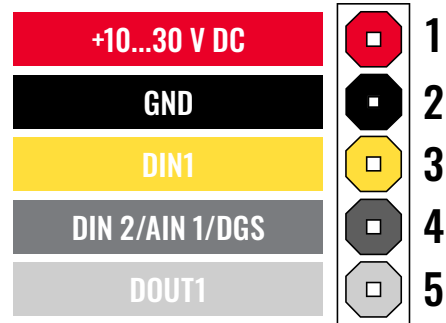 +10...30 V DC 1
GND 2
DIN1 3
DIN 2/AIN 1/DGS 4
DOUT1 5